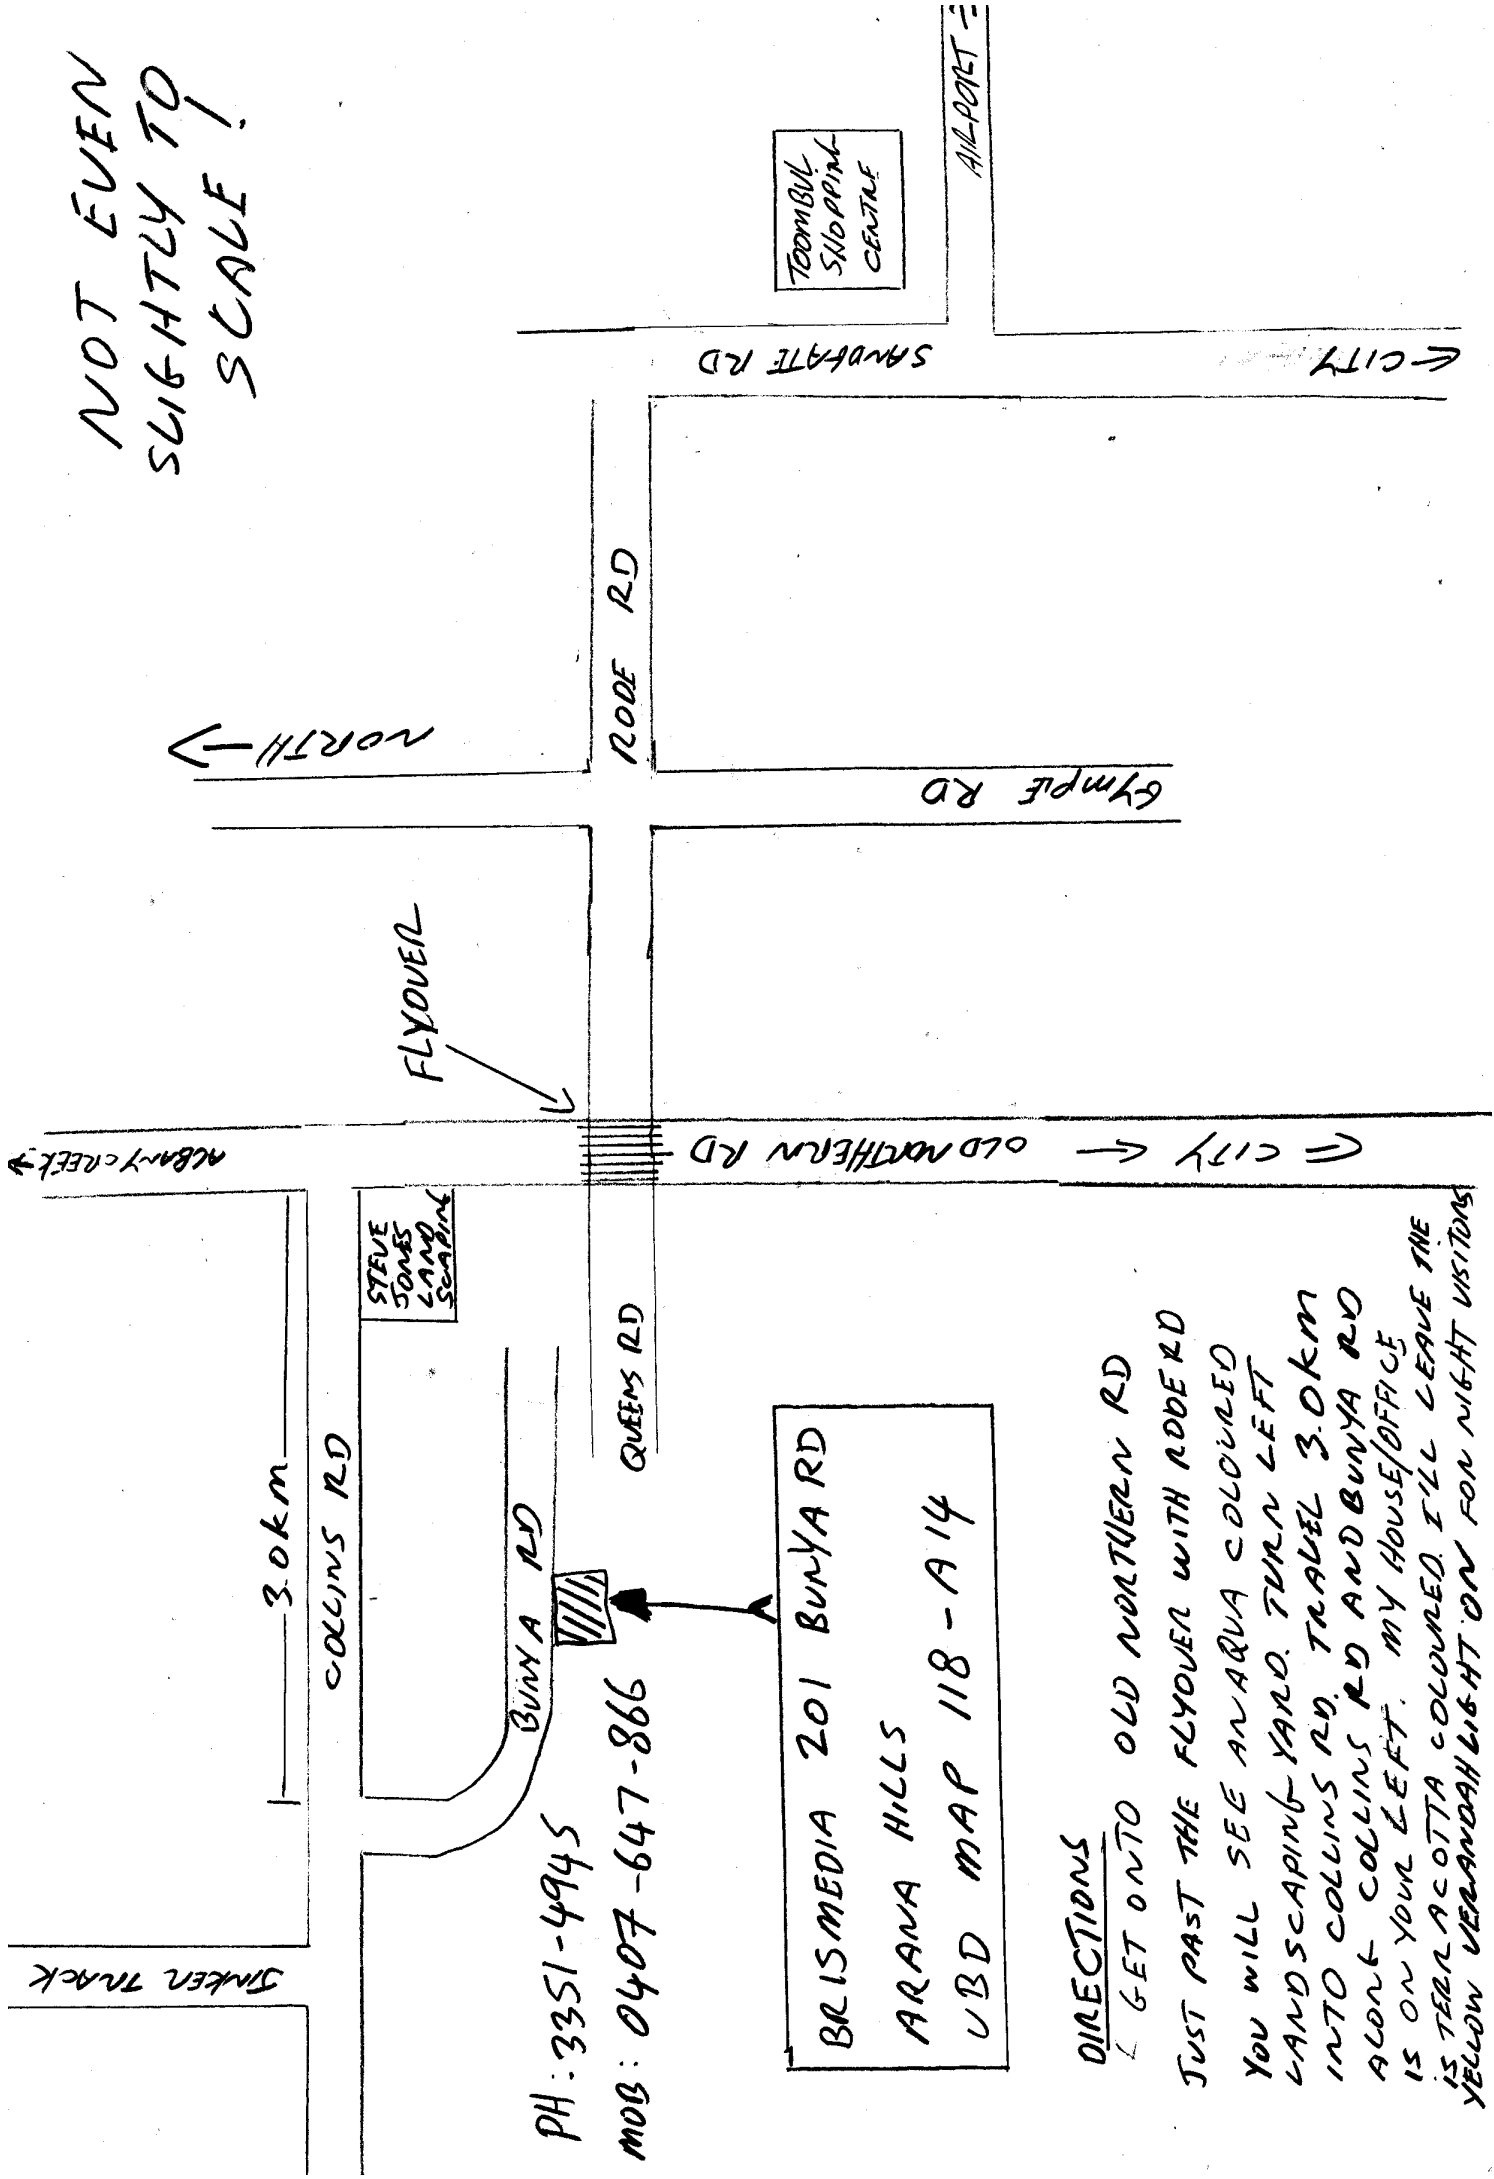 NOT EVEN
SLIGHTLY TO
SCALE!
ALBANY CREEK →
JINKER TRACK
3.0km
COLLINS RD
STEVE
JONES
LAND
SCAPING
FLYOVER
NORTH
BUNYA RD
QUEENS RD
RODE RD
OLD NORTHERN RD
← CITY
GYMPIE RD
SANDGATE RD
← CITY
TOOMBUL
SHOPPING
CENTRE
AIRPORT
PH: 3351-4945
MOB: 0407-647-866
BRISMEDIA 201 BUNYA RD
ARANA HILLS
UBD MAP 118-A14
DIRECTIONS
GET ONTO OLD NORTHERN RD
JUST PAST THE FLYOVER WITH RODE RD
YOU WILL SEE AN AQUA COLOURED
LANDSCAPING YARD. TURN LEFT
INTO COLLINS RD. TRAVEL 3.0km
ALONG COLLINS RD AND BUNYA RD
IS ON YOUR LEFT. MY HOUSE/OFFICE
IS TERRACOTTA COLOURED. I'LL LEAVE THE
YELLOW VERANDAH LIGHT ON FOR NIGHT VISITORS